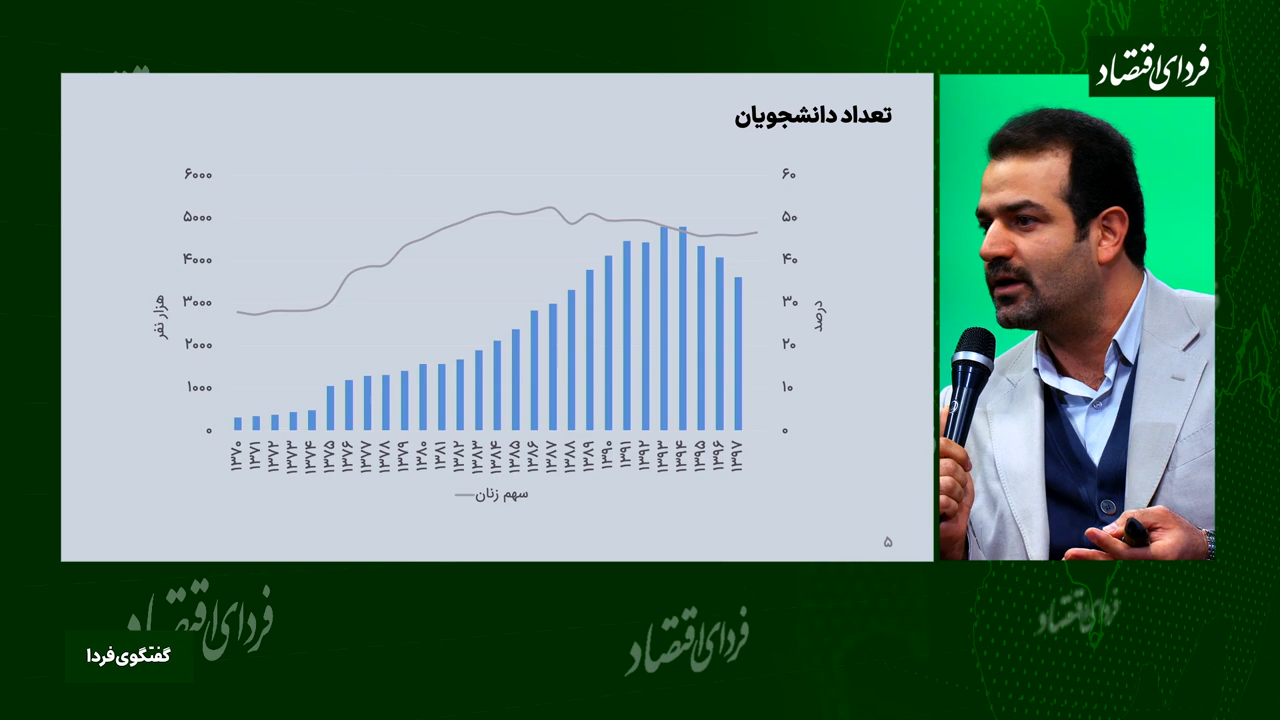 فردای اقتصاد
تعداد دانشجویان
۶۰۰۰
۵۰۰۰
۴۰۰۰
۳۰۰۰
۲۰۰۰
۱۰۰۰
۰
هزار نفر
۶۰
۵۰
۴۰
۳۰
۲۰
۱۰
۰
درصد
۱۳۷۰ ۱۳۷۱ ۱۳۷۲ ۱۳۷۳ ۱۳۷۴ ۱۳۷۵ ۱۳۷۶ ۱۳۷۷ ۱۳۷۸ ۱۳۷۹ ۱۳۸۰ ۱۳۸۱ ۱۳۸۲ ۱۳۸۳ ۱۳۸۴ ۱۳۸۵ ۱۳۸۶ ۱۳۸۷ ۱۳۸۸ ۱۳۸۹ ۱۳۹۰ ۱۳۹۱ ۱۳۹۲ ۱۳۹۳ ۱۳۹۴ ۱۳۹۵ ۱۳۹۶ ۱۳۹۷
سهم زنان
۵
فردای اقتصاد
فردای اقتصاد
فردای اقتصاد
گفتگوی فردا